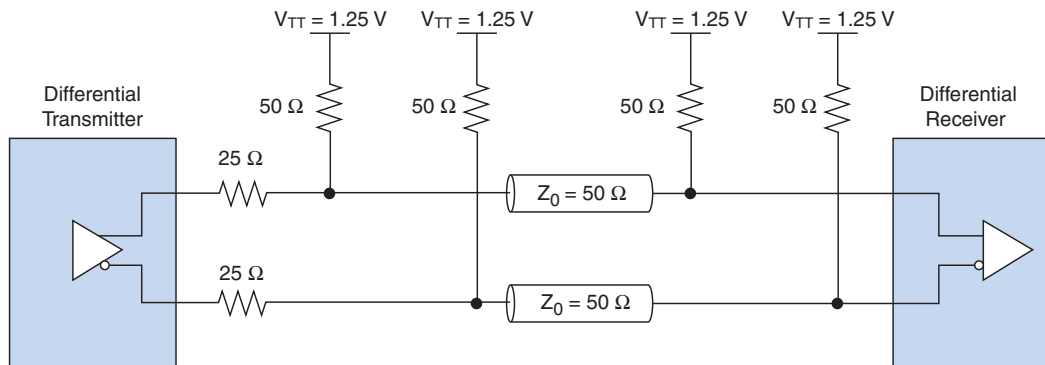 V_TT = 1.25 V V_TT = 1.25 V V_TT = 1.25 V V_TT = 1.25 V
50 Ω 50 Ω 50 Ω 50 Ω
Differential
Transmitter
Differential
Receiver
25 Ω
Z_0 = 50 Ω
25 Ω
Z_0 = 50 Ω